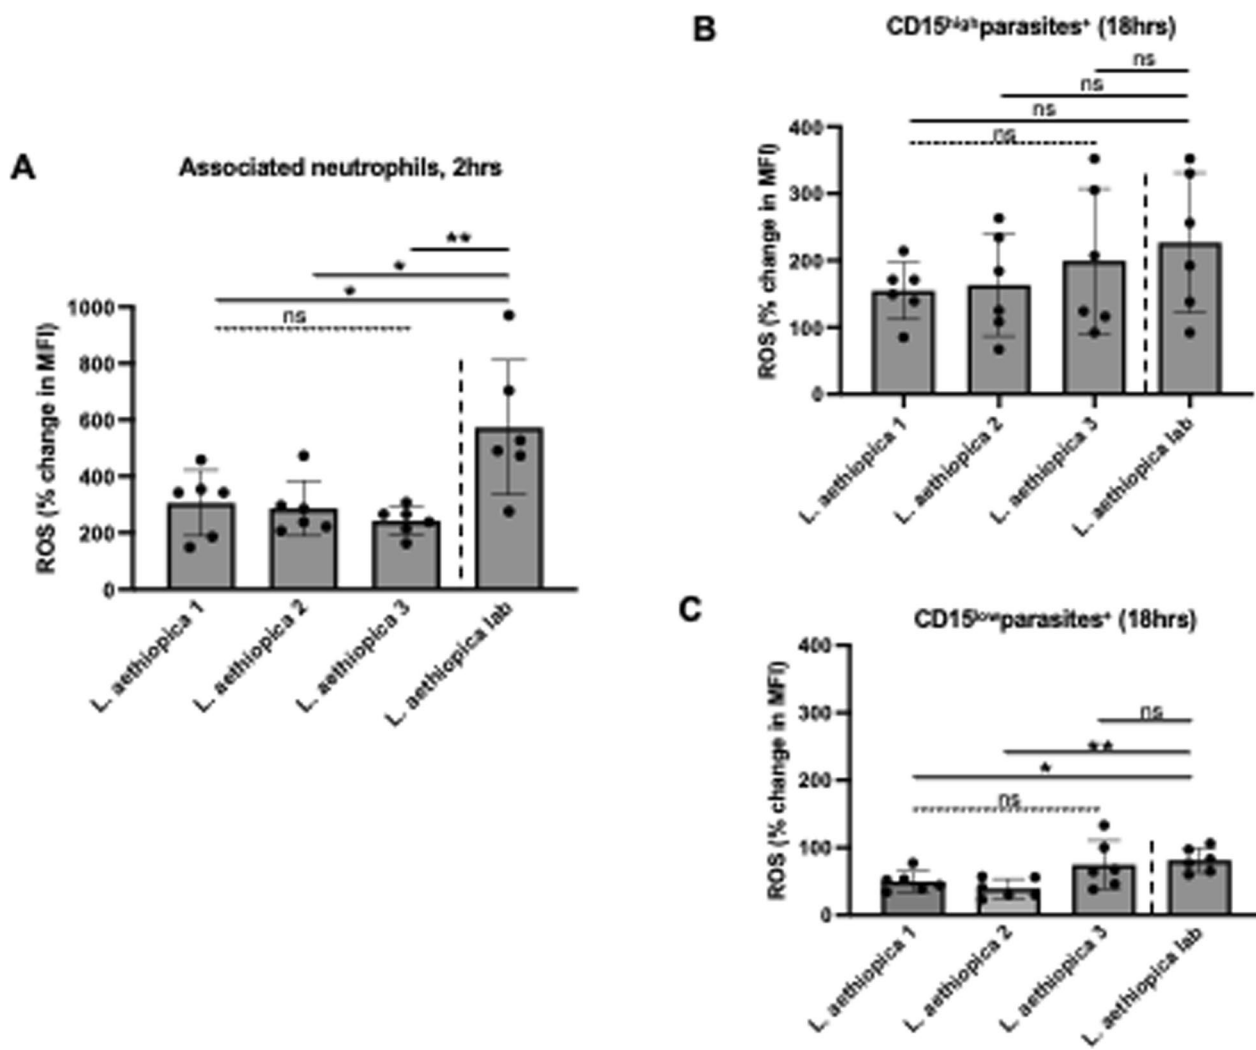 A
Associated neutrophils, 2hrs
**
*
*
ns
1000
800
600
400
200
0
ROS (% change in MFI)
L. aethiopica 1
L. aethiopica 2
L. aethiopica 3
L. aethiopica lab
B
CD15ʰⁱᵍʰparasites⁺ (18hrs)
ns
ns
ns
ns
400
300
200
100
0
ROS (% change in MFI)
L. aethiopica 1
L. aethiopica 2
L. aethiopica 3
L. aethiopica lab
C
CD15ˡᵒʷparasites⁺ (18hrs)
ns
**
*
ns
400
300
200
100
0
ROS (% change in MFI)
L. aethiopica 1
L. aethiopica 2
L. aethiopica 3
L. aethiopica lab